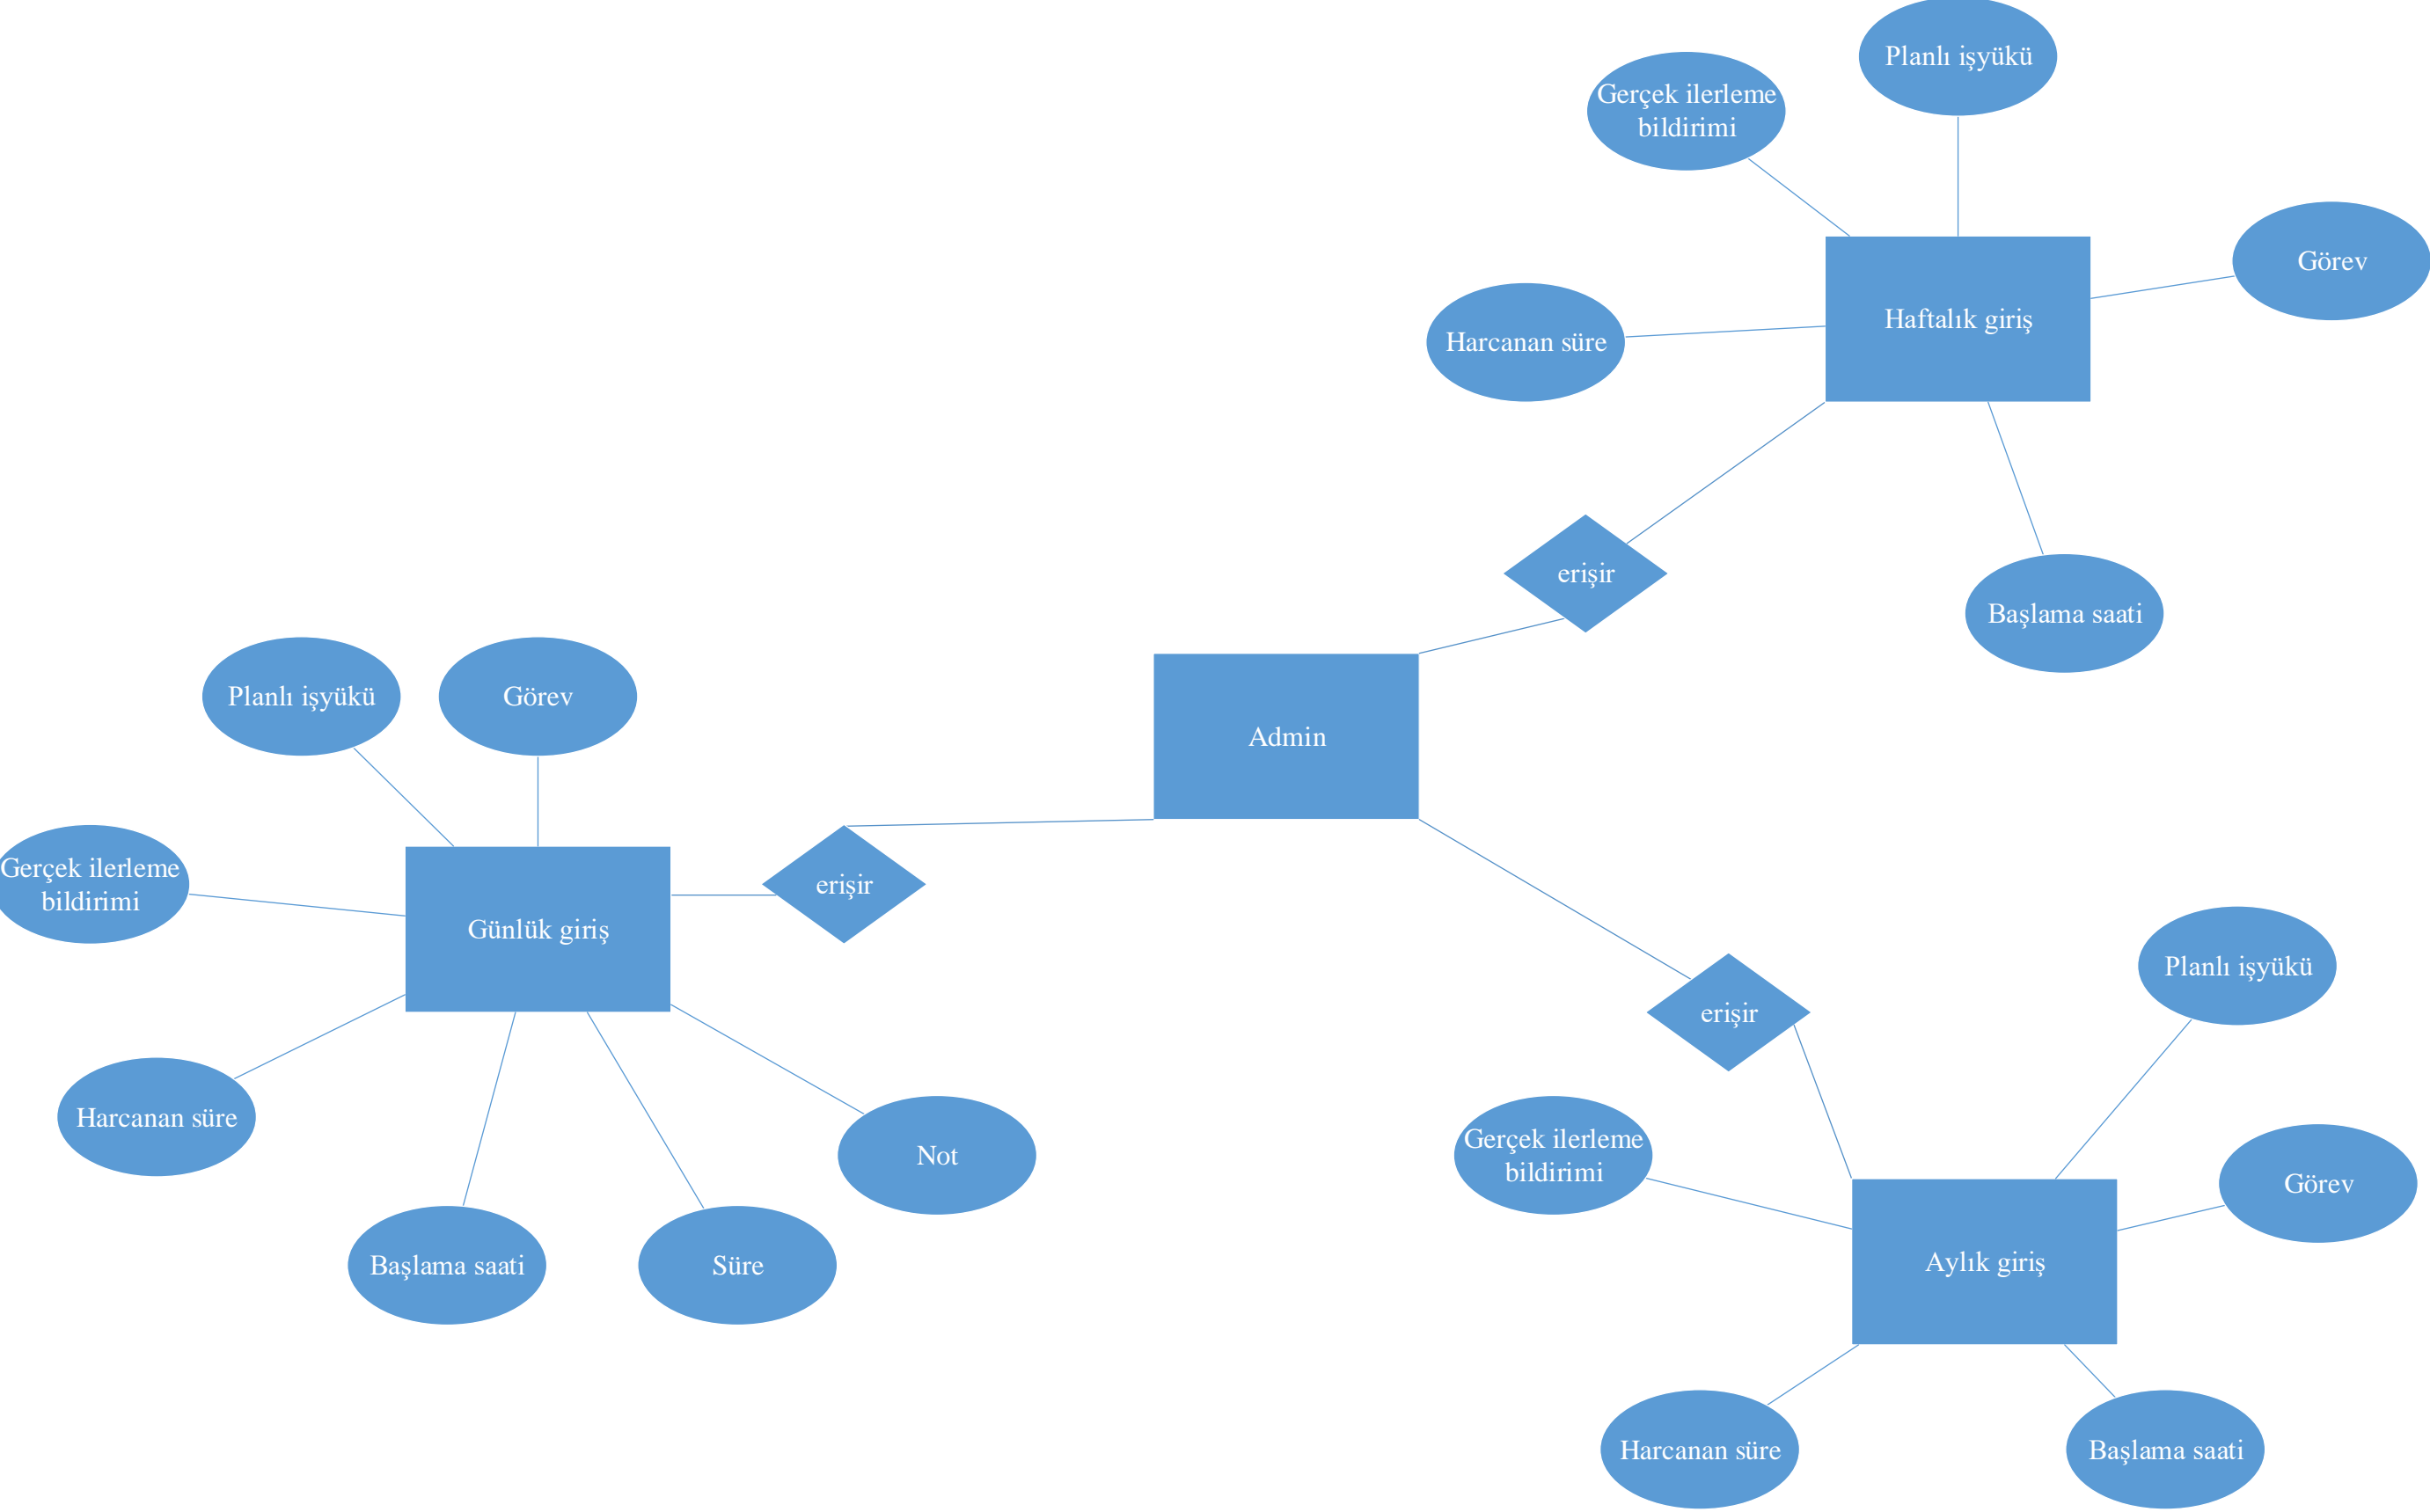 Planlı işyükü
Gerçek ilerleme
bildirimi
Görev
Haftalık giriş
Harcanan süre
erişir
Başlama saati
Planlı işyükü
Görev
Admin
Gerçek ilerleme
bildirimi
erişir
Günlük giriş
Planlı işyükü
erişir
Harcanan süre
Not
Gerçek ilerleme
bildirimi
Görev
Başlama saati
Süre
Aylık giriş
Harcanan süre
Başlama saati